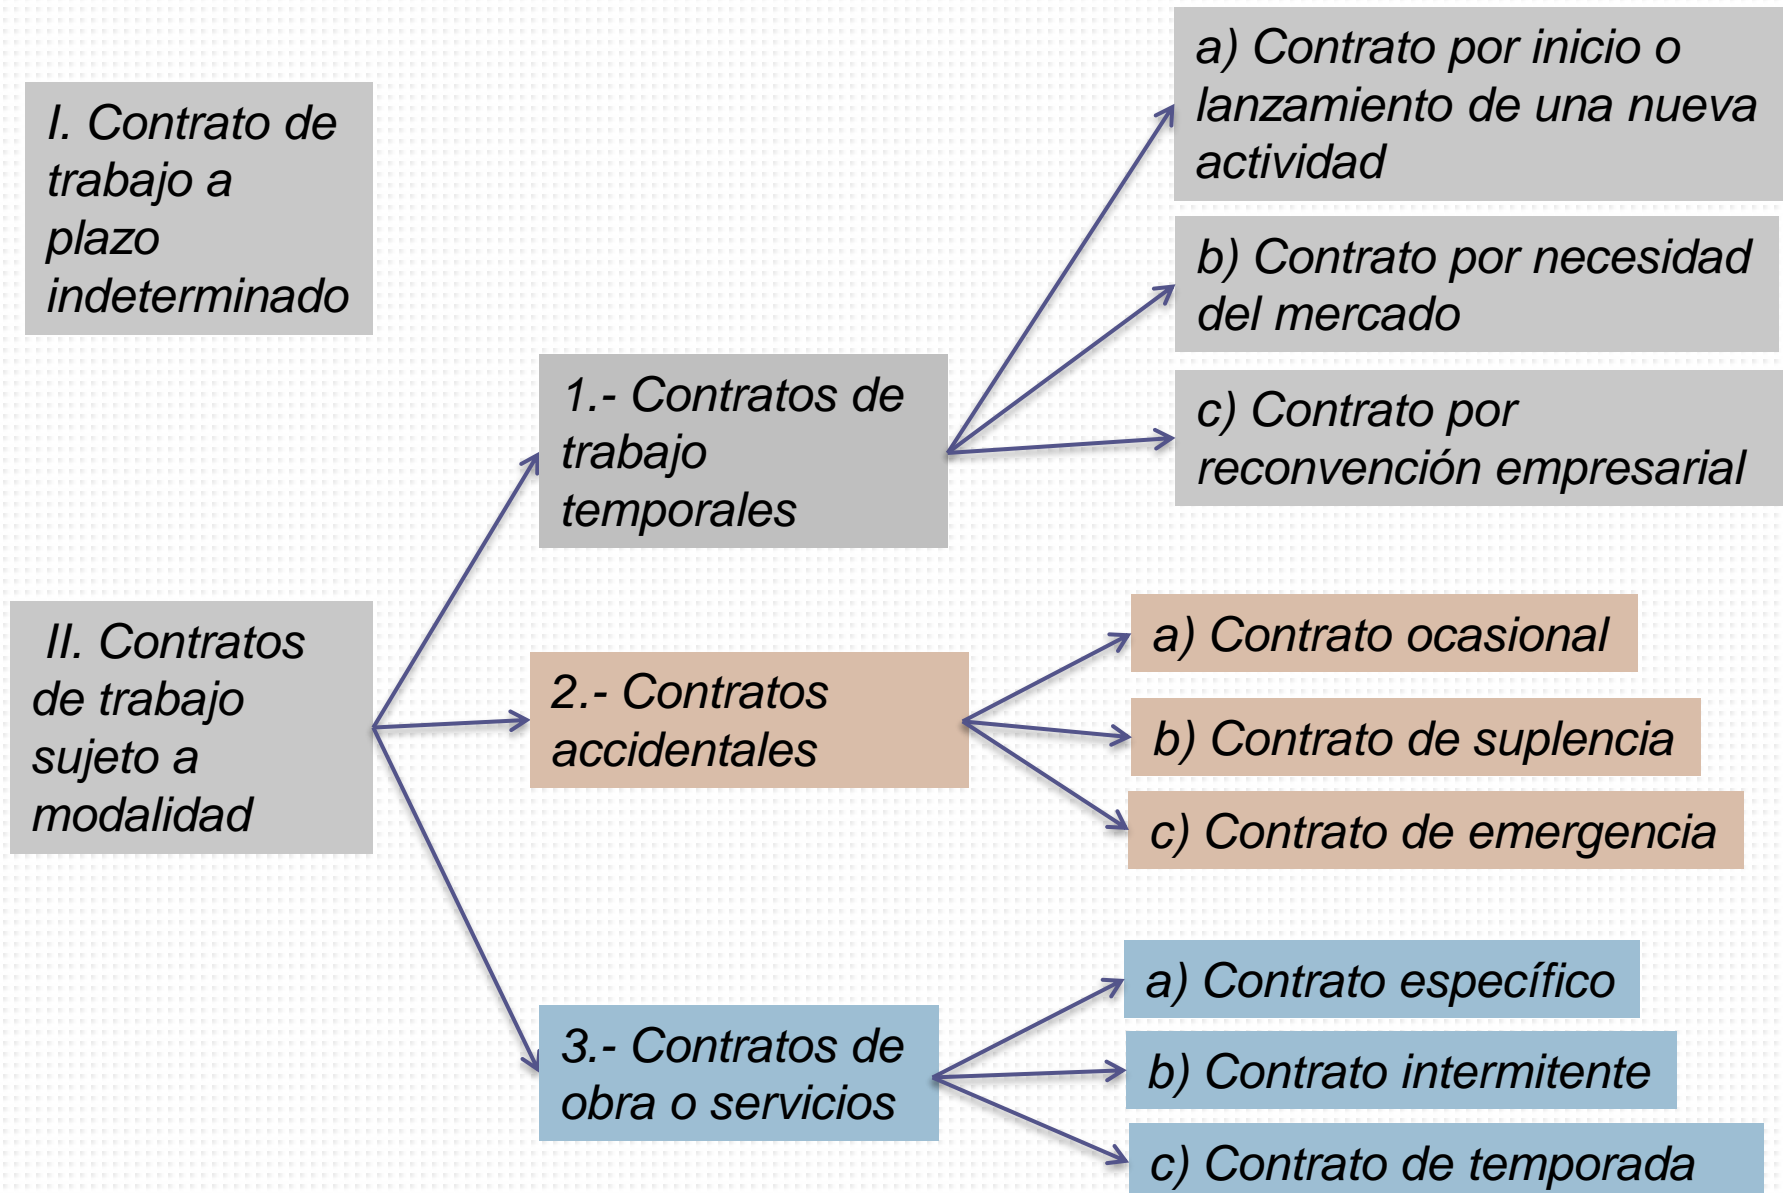 I. Contrato de
trabajo a
plazo
indeterminado
II. Contratos
de trabajo
sujeto a
modalidad
1.- Contratos de
trabajo
temporales
a) Contrato por inicio o
lanzamiento de una nueva
actividad
b) Contrato por necesidad
del mercado
c) Contrato por
reconvención empresarial
2.- Contratos
accidentales
a) Contrato ocasional
b) Contrato de suplencia
c) Contrato de emergencia
3.- Contratos de
obra o servicios
a) Contrato específico
b) Contrato intermitente
c) Contrato de temporada